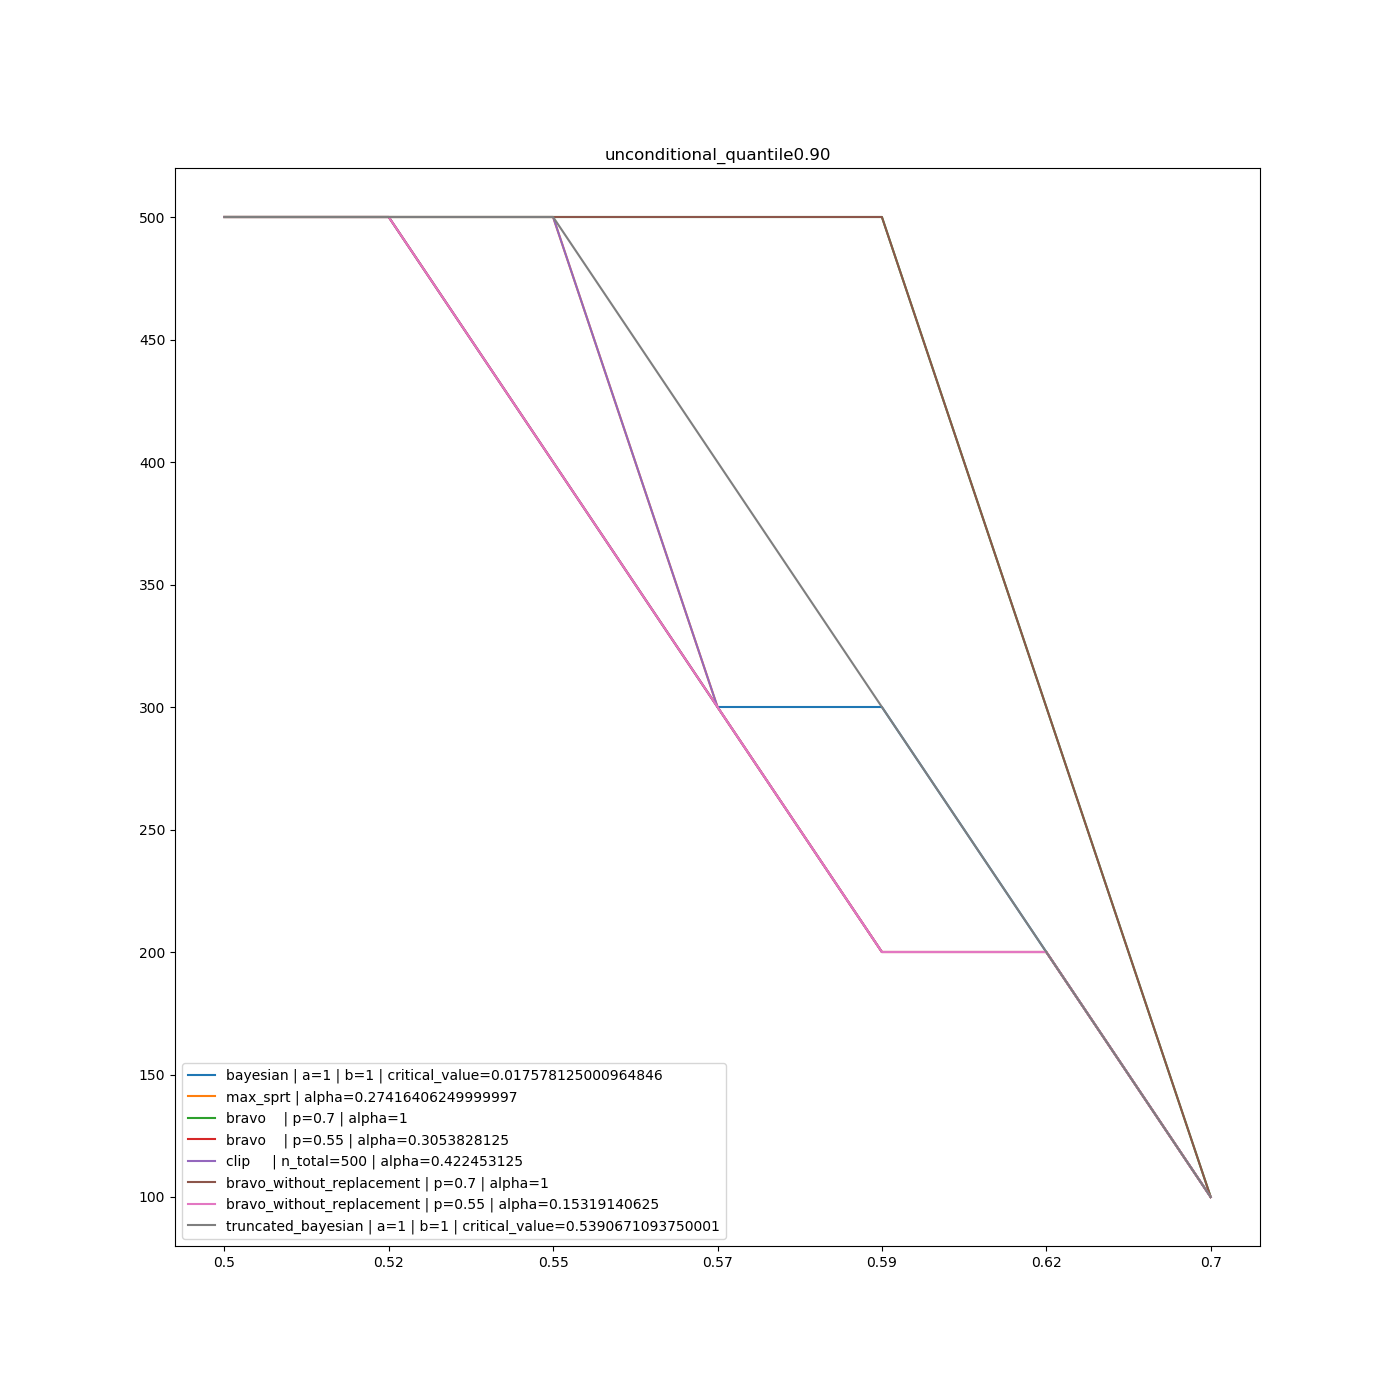 unconditional_quantile0.90
500
450
400
350
300
250
200
150
100
bayesian | a=1 | b=1 | critical_value=0.017578125000964846
max_sprt | alpha=0.27416406249999997
bravo | p=0.7 | alpha=1
bravo | p=0.55 | alpha=0.3053828125
clip | n_total=500 | alpha=0.422453125
bravo_without_replacement | p=0.7 | alpha=1
bravo_without_replacement | p=0.55 | alpha=0.15319140625
truncated_bayesian | a=1 | b=1 | critical_value=0.5390671093750001
0.5 0.52 0.55 0.57 0.59 0.62 0.7